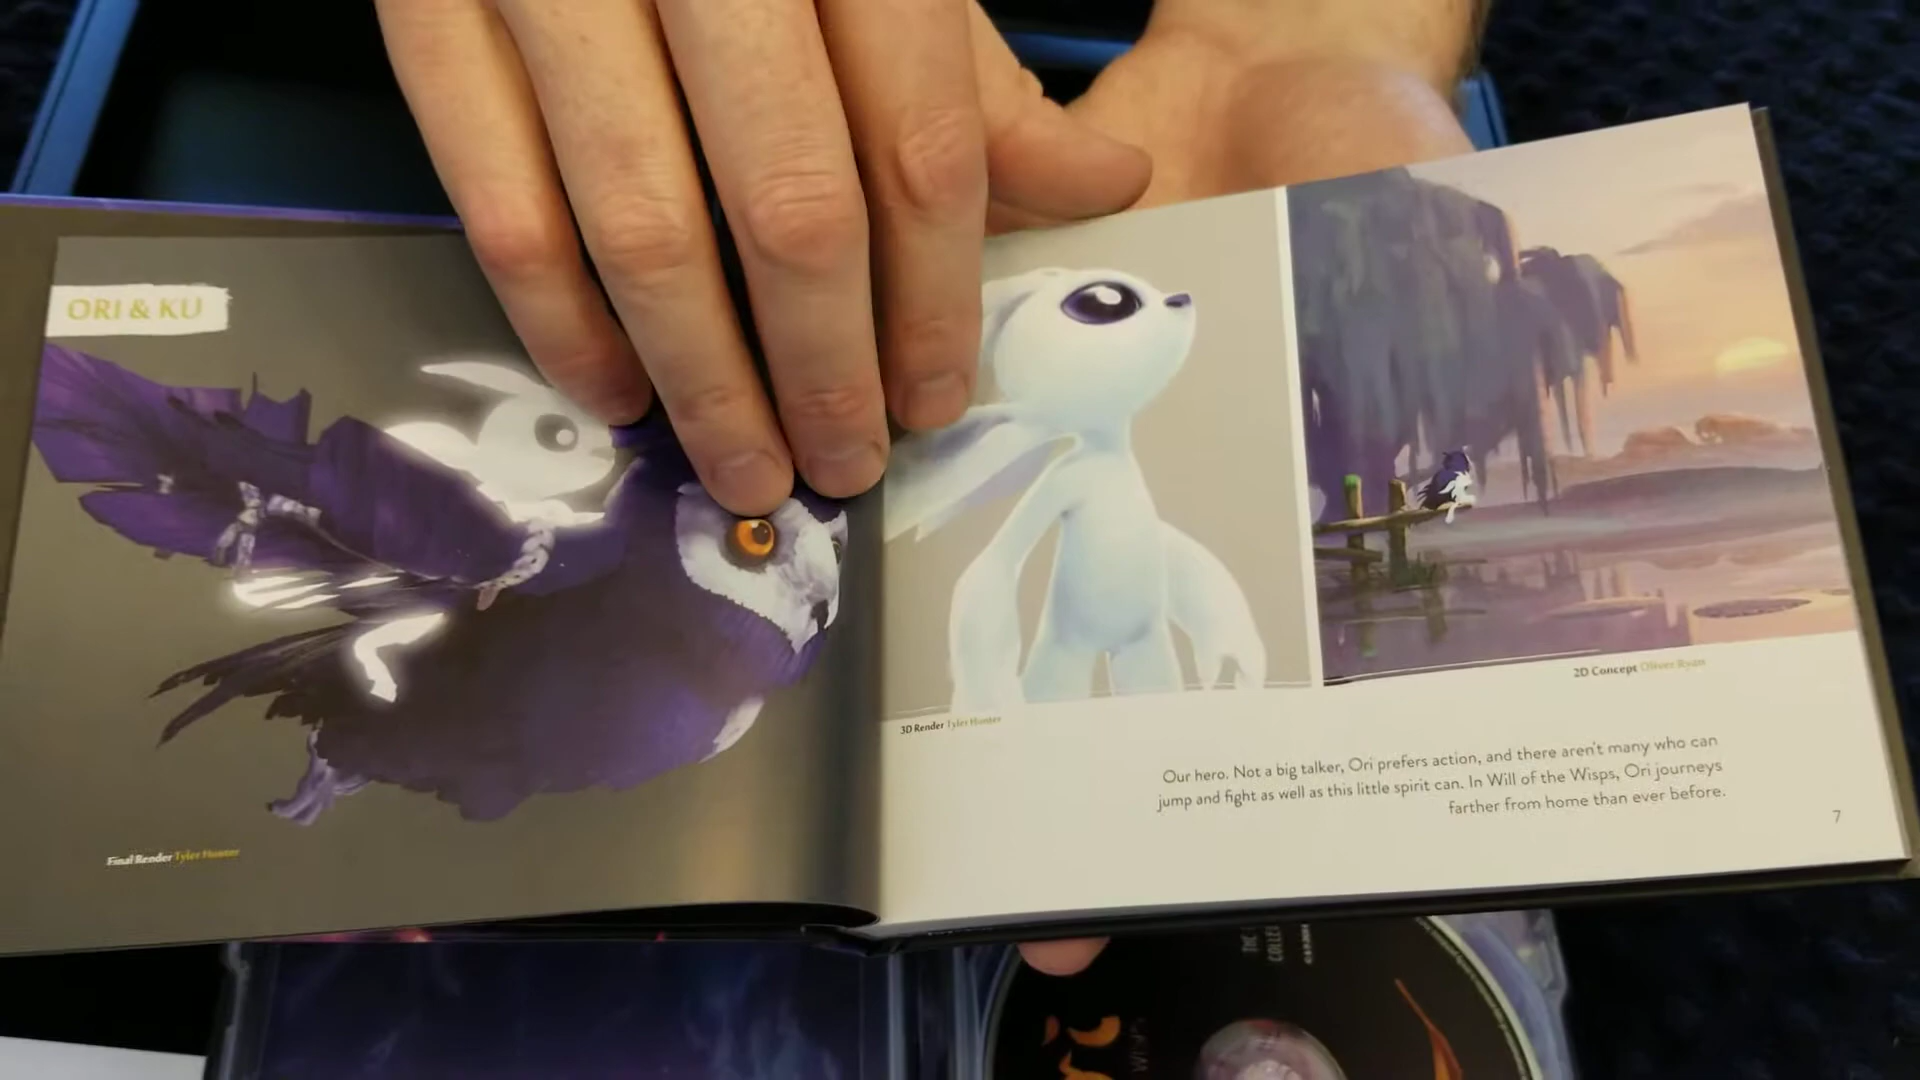 ORI & KU
Final Render Tyler Hunter
3D Render Tyler Hunter
2D Concept Oliver Ryan
Our hero. Not a big talker, Ori prefers action, and there aren't many who can
jump and fight as well as this little spirit can. In Will of the Wisps, Ori journeys
farther from home than ever before.
7